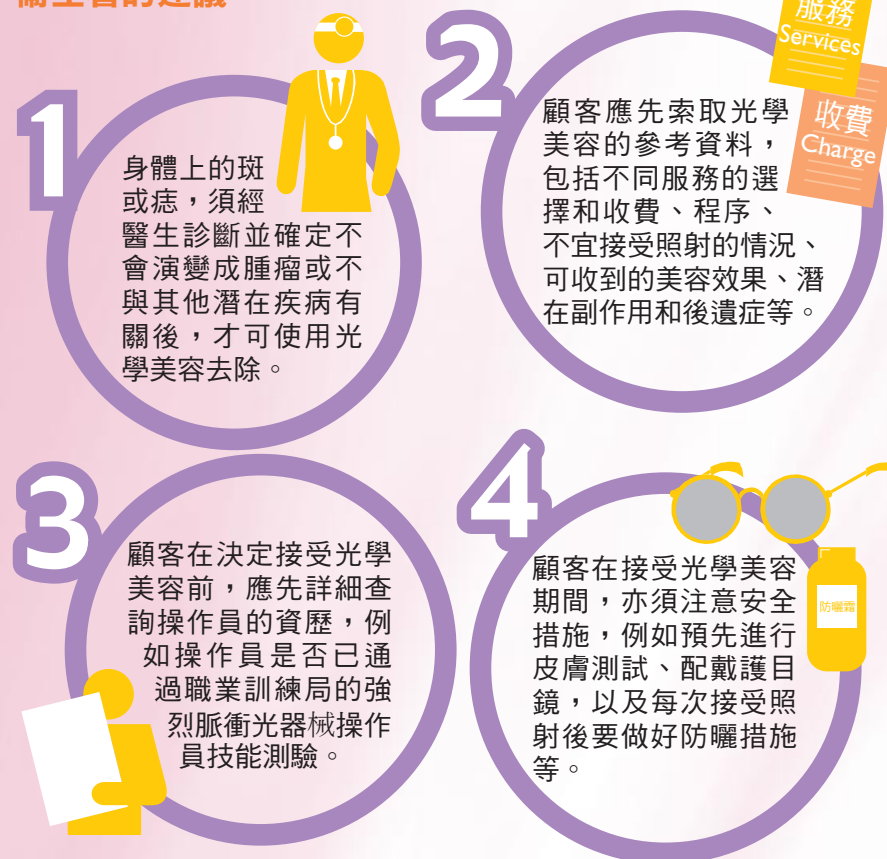 衞生署的建議
1
身體上的斑
或痣，須經
醫生診斷並確定不
會演變成腫瘤或不
與其他潛在疾病有
關後，才可使用光
學美容去除。
2
服務
Services
收費
Charge
顧客應先索取光學
美容的參考資料，
包括不同服務的選
擇和收費、程序、
不宜接受照射的情況、
可收到的美容效果、潛
在副作用和後遺症等。
3
顧客在決定接受光學
美容前，應先詳細查
詢操作員的資歷，例
如操作員是否已通
過職業訓練局的強
烈脈衝光器械操作
員技能測驗。
4
顧客在接受光學美容
期間，亦須注意安全
措施，例如預先進行
皮膚測試、配戴護目
鏡，以及每次接受照
射後要做好防曬措施
等。
防曬霜